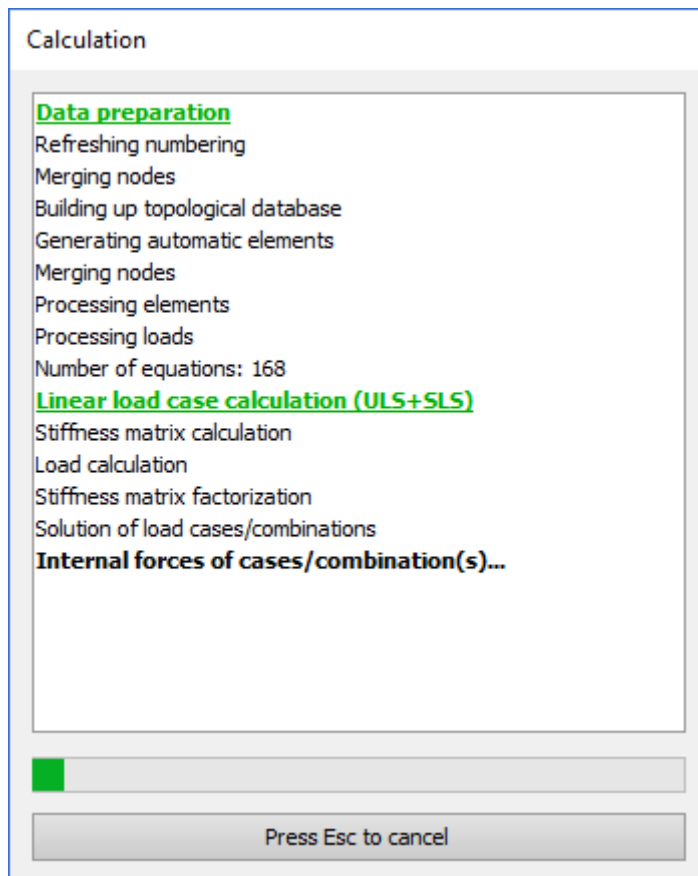 Calculation
Data preparation
Refreshing numbering
Merging nodes
Building up topological database
Generating automatic elements
Merging nodes
Processing elements
Processing loads
Number of equations: 168
Linear load case calculation (ULS+SLS)
Stiffness matrix calculation
Load calculation
Stiffness matrix factorization
Solution of load cases/combinations
Internal forces of cases/combination(s)...
Press Esc to cancel